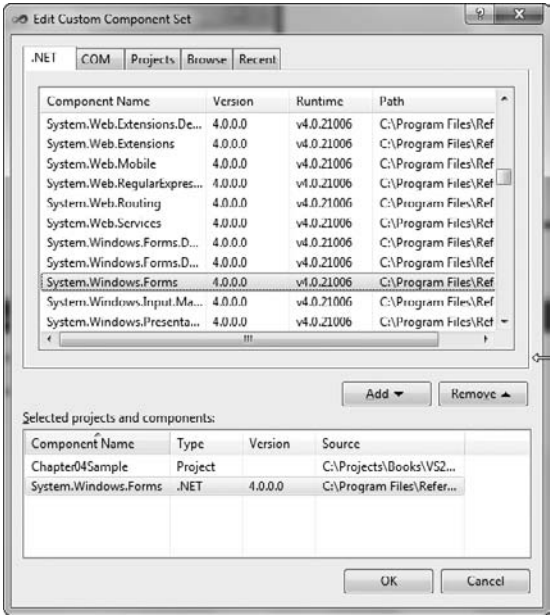 Edit Custom Component Set
.NET COM Projects Browse Recent
Component Name Version Runtime Path
System.Web.Extensions.De... 4.0.0.0 v4.0.21006 C:\Program Files\Ref
System.Web.Extensions 4.0.0.0 v4.0.21006 C:\Program Files\Ref
System.Web.Mobile 4.0.0.0 v4.0.21006 C:\Program Files\Ref
System.Web.RegularExpres... 4.0.0.0 v4.0.21006 C:\Program Files\Ref
System.Web.Routing 4.0.0.0 v4.0.21006 C:\Program Files\Ref
System.Web.Services 4.0.0.0 v4.0.21006 C:\Program Files\Ref
System.Windows.Forms.D... 4.0.0.0 v4.0.21006 C:\Program Files\Ref
System.Windows.Forms.D... 4.0.0.0 v4.0.21006 C:\Program Files\Ref
System.Windows.Forms 4.0.0.0 v4.0.21006 C:\Program Files\Ref
System.Windows.Input.Ma... 4.0.0.0 v4.0.21006 C:\Program Files\Ref
System.Windows.Presenta... 4.0.0.0 v4.0.21006 C:\Program Files\Ref
Add Remove
Selected projects and components:
Component Name Type Version Source
Chapter04Sample Project C:\Projects\Books\VS2...
System.Windows.Forms .NET 4.0.0.0 C:\Program Files\Refer...
OK Cancel